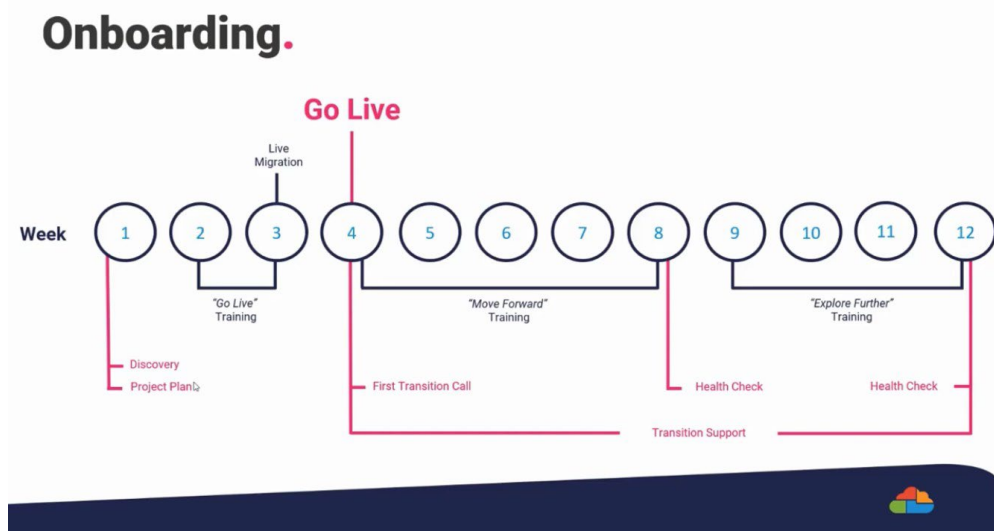 Onboarding.
Go Live
Live
Migration
Week
1 2 3 4 5 6 7 8 9 10 11 12
"Go Live"
Training
"Move Forward"
Training
"Explore Further"
Training
Discovery
Project Plan
First Transition Call
Health Check
Health Check
Transition Support